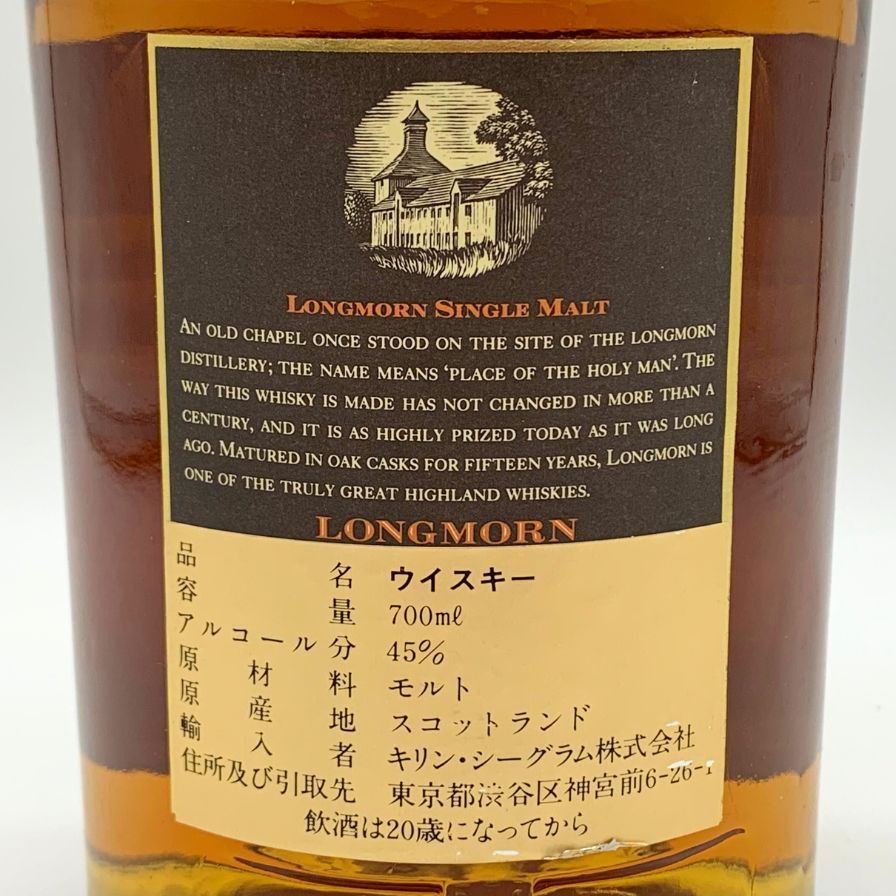 LONGMORN SINGLE MALT
AN OLD CHAPEL ONCE STOOD ON THE SITE OF THE LONGMORN
DISTILLERY; THE NAME MEANS ‘PLACE OF THE HOLY MAN’. THE
WAY THIS WHISKY IS MADE HAS NOT CHANGED IN MORE THAN A
CENTURY, AND IT IS AS HIGHLY PRIZED TODAY AS IT WAS LONG
AGO. MATURED IN OAK CASKS FOR FIFTEEN YEARS, LONGMORN IS
ONE OF THE TRULY GREAT HIGHLAND WHISKIES.
LONGMORN
品名 ウイスキー
容量 700㎖
アルコール分 45%
原材料 モルト
原産地 スコットランド
輸入者 キリン・シーグラム株式会社
住所及び引取先 東京都渋谷区神宮前6-26-1
飲酒は20歳になってから